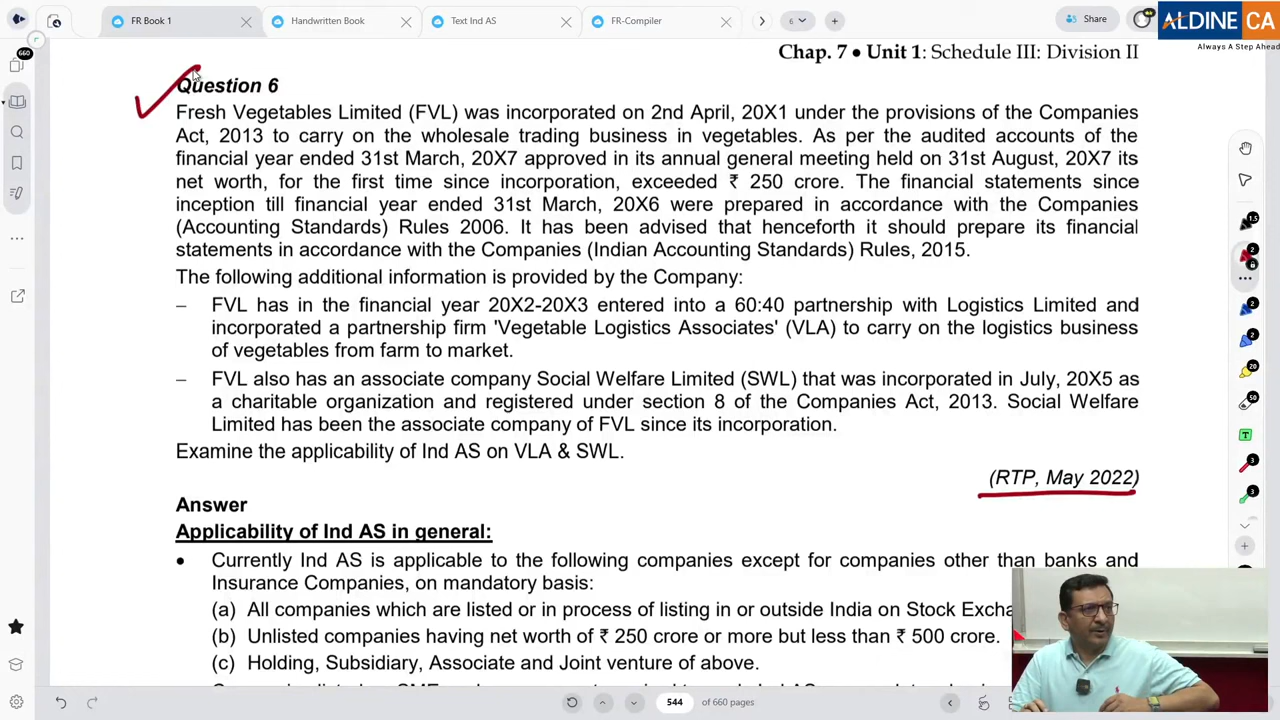 FR Book 1
Handwritten Book
Text Ind AS
FR-Compiler
6
Share
ALDINE CA
Always A Step Ahead
660
Chap. 7 • Unit 1: Schedule III: Division II
Question 6
Fresh Vegetables Limited (FVL) was incorporated on 2nd April, 20X1 under the provisions of the Companies
Act, 2013 to carry on the wholesale trading business in vegetables. As per the audited accounts of the
financial year ended 31st March, 20X7 approved in its annual general meeting held on 31st August, 20X7 its
net worth, for the first time since incorporation, exceeded ₹ 250 crore. The financial statements since
inception till financial year ended 31st March, 20X6 were prepared in accordance with the Companies
(Accounting Standards) Rules 2006. It has been advised that henceforth it should prepare its financial
statements in accordance with the Companies (Indian Accounting Standards) Rules, 2015.
The following additional information is provided by the Company:
– FVL has in the financial year 20X2-20X3 entered into a 60:40 partnership with Logistics Limited and
incorporated a partnership firm 'Vegetable Logistics Associates' (VLA) to carry on the logistics business
of vegetables from farm to market.
– FVL also has an associate company Social Welfare Limited (SWL) that was incorporated in July, 20X5 as
a charitable organization and registered under section 8 of the Companies Act, 2013. Social Welfare
Limited has been the associate company of FVL since its incorporation.
Examine the applicability of Ind AS on VLA & SWL.
(RTP, May 2022)
Answer
Applicability of Ind AS in general:
• Currently Ind AS is applicable to the following companies except for companies other than banks and
Insurance Companies, on mandatory basis:
(a) All companies which are listed or in process of listing in or outside India on Stock Excha
(b) Unlisted companies having net worth of ₹ 250 crore or more but less than ₹ 500 crore.
(c) Holding, Subsidiary, Associate and Joint venture of above.
1.5
2
2
2
20
50
T
3
3
544 of 660 pages